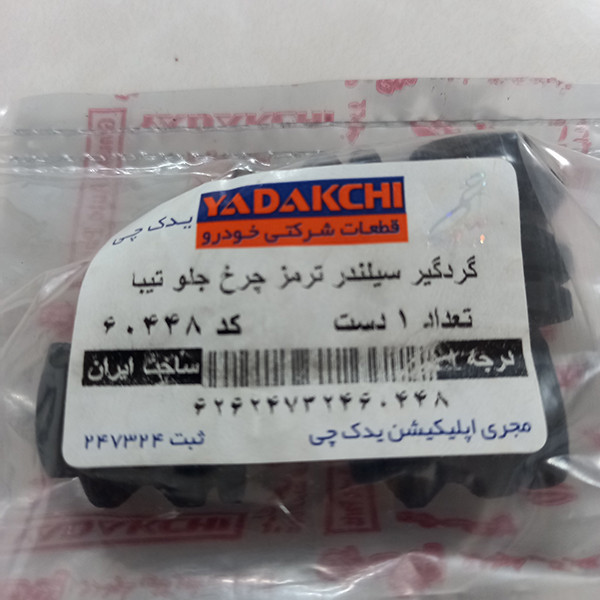 YADAKCHI
یدک چی
قطعات شرکتی خودرو
گردگیر سیلندر ترمز چرخ جلو تیبا
تعداد ۱ دست کد ۶۰۴۴۸
درجه ساخت ایران
۶۲۶۲۴۷۳۲۴۶۰۴۴۸
مجری اپلیکیشن یدک چی ثبت ۲۴۷۳۲۴